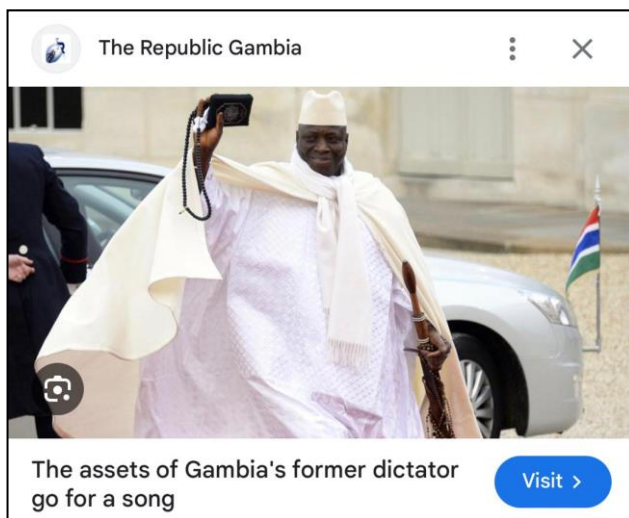 The Republic Gambia
The assets of Gambia's former dictator
go for a song
Visit >